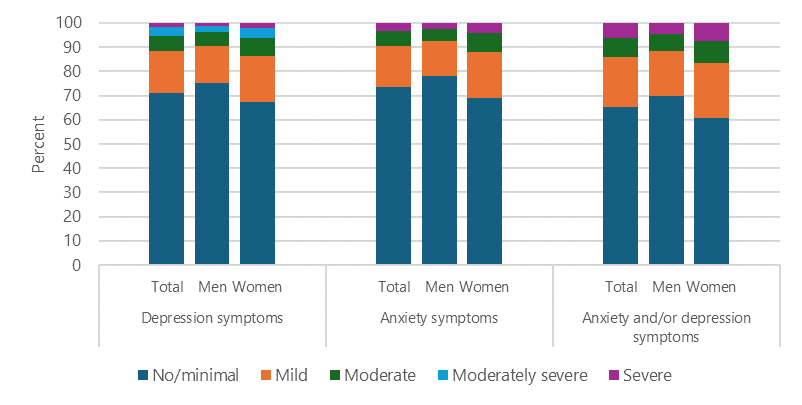 100
90
80
70
60
50
40
30
20
10
0
Percent
Total Men Women Total Men Women Total Men Women
Depression symptoms Anxiety symptoms Anxiety and/or depression
symptoms
No/minimal Mild Moderate Moderately severe Severe